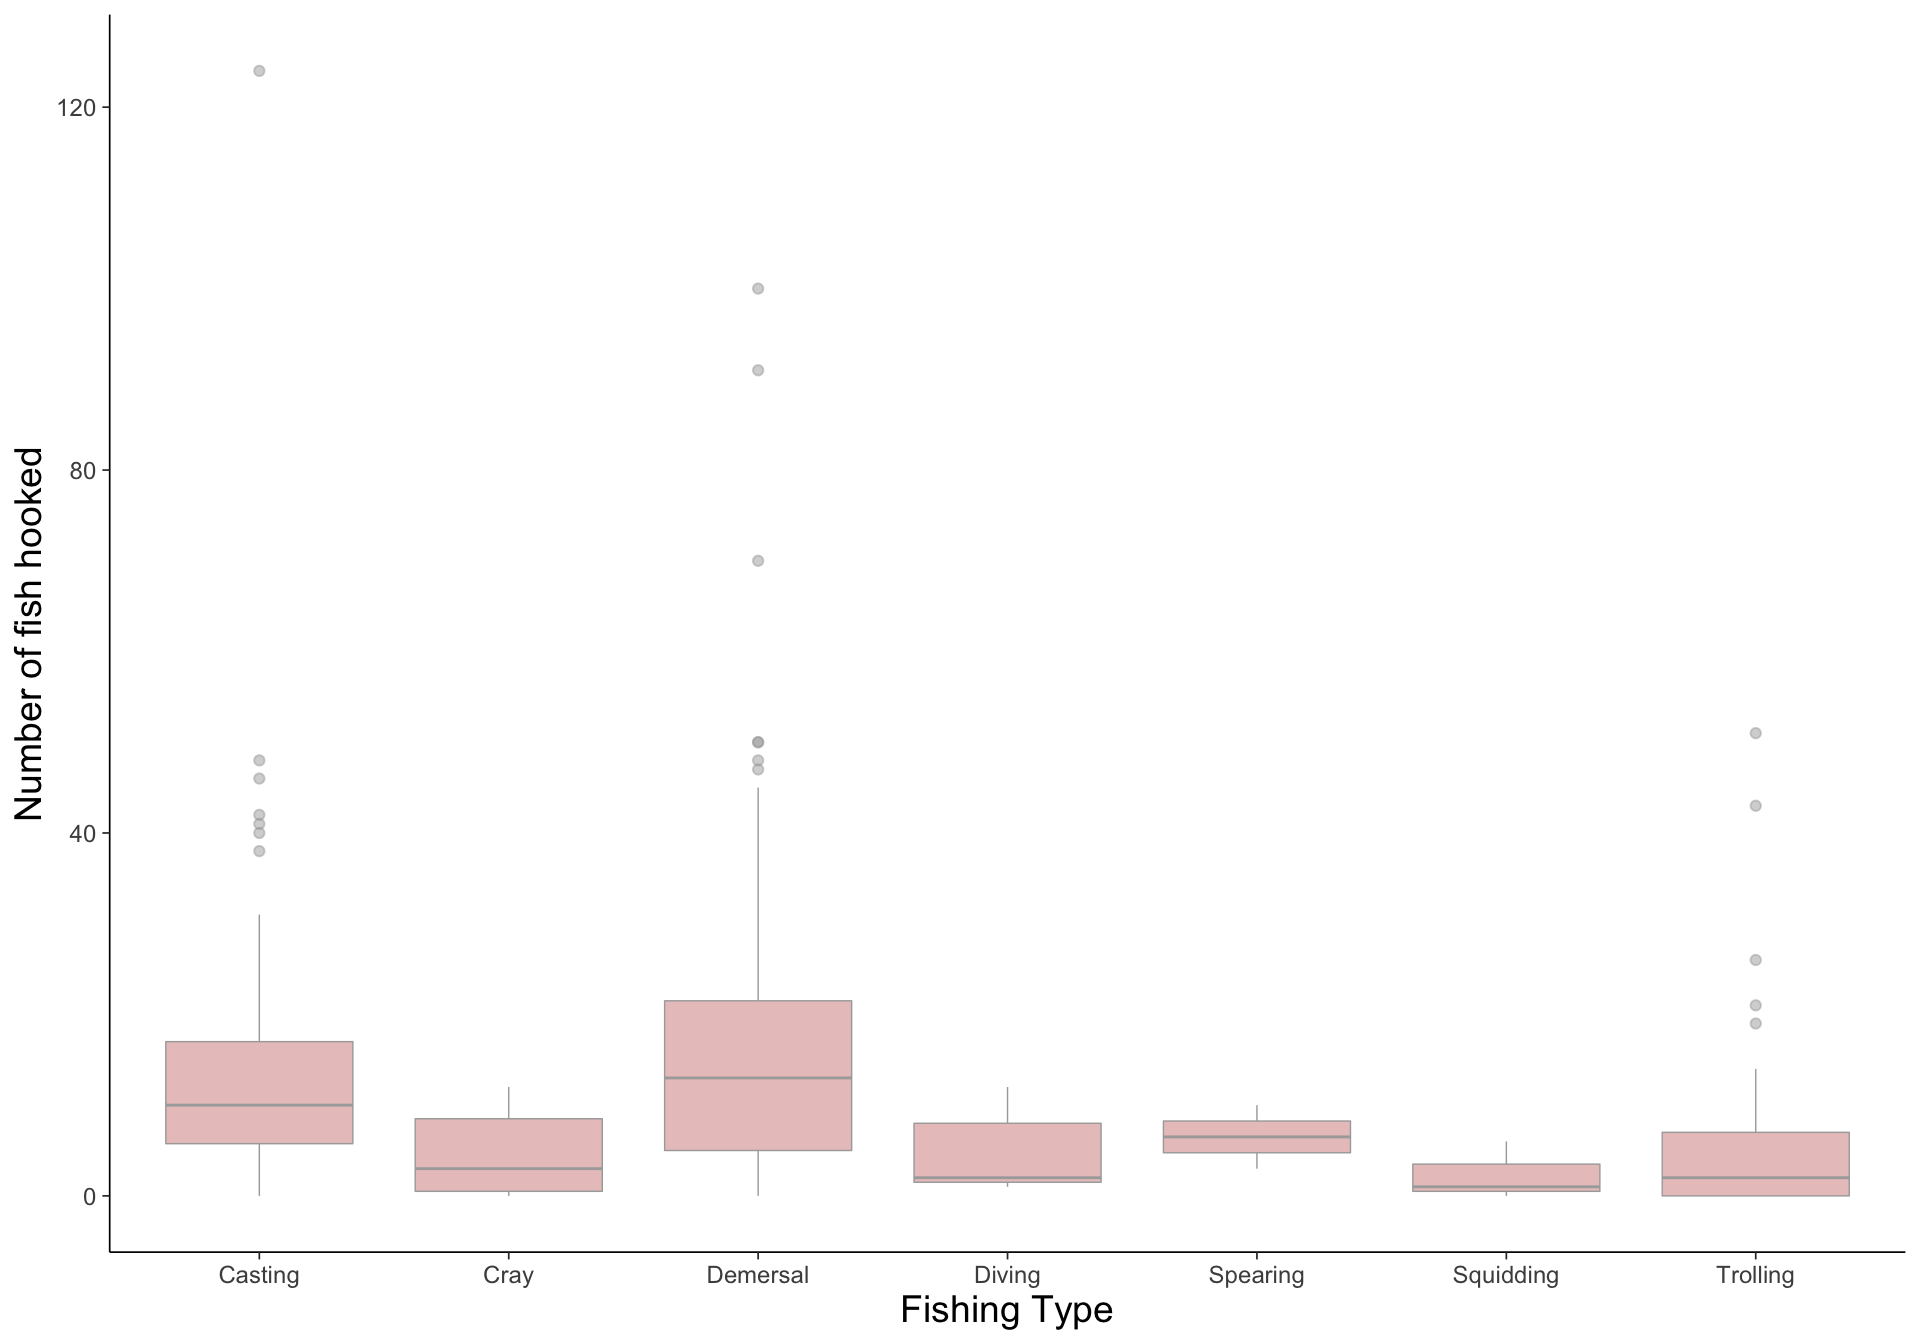 Number of fish hooked
120
80
40
0
Casting Cray Demersal Diving Spearing Squidding Trolling
Fishing Type